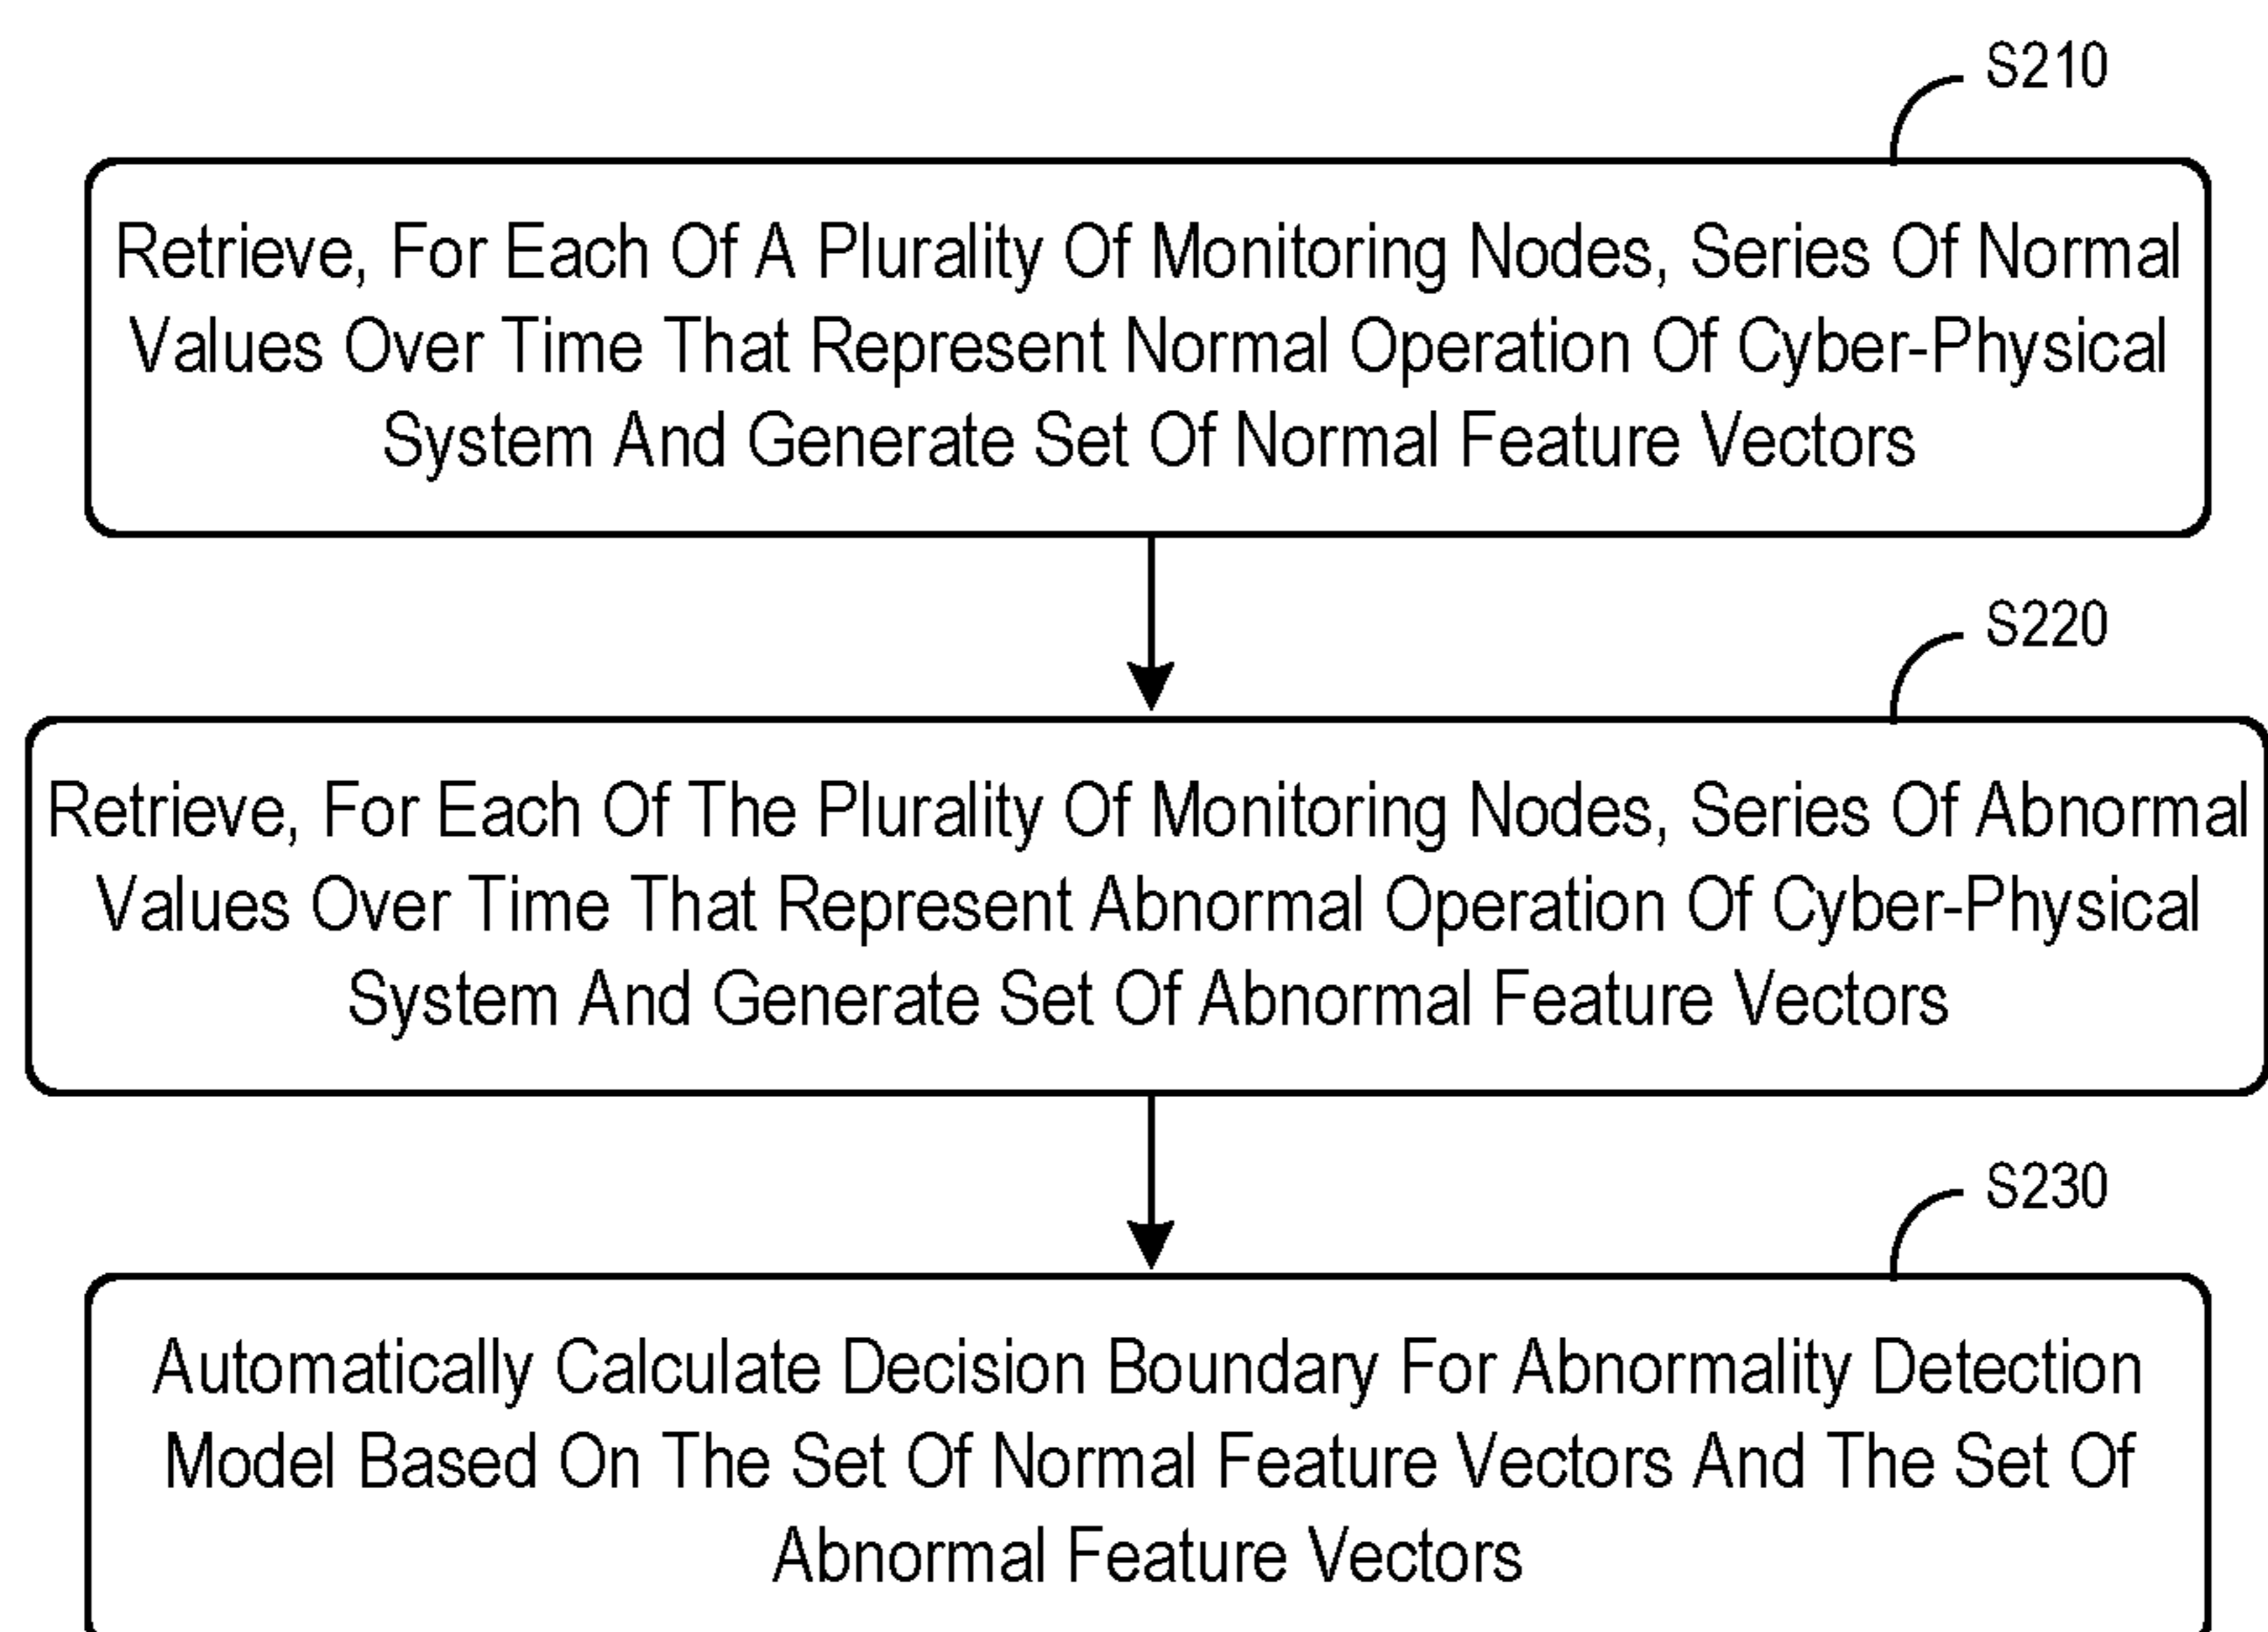 S210
Retrieve, For Each Of A Plurality Of Monitoring Nodes, Series Of Normal
Values Over Time That Represent Normal Operation Of Cyber-Physical
System And Generate Set Of Normal Feature Vectors
S220
Retrieve, For Each Of The Plurality Of Monitoring Nodes, Series Of Abnormal
Values Over Time That Represent Abnormal Operation Of Cyber-Physical
System And Generate Set Of Abnormal Feature Vectors
S230
Automatically Calculate Decision Boundary For Abnormality Detection
Model Based On The Set Of Normal Feature Vectors And The Set Of
Abnormal Feature Vectors